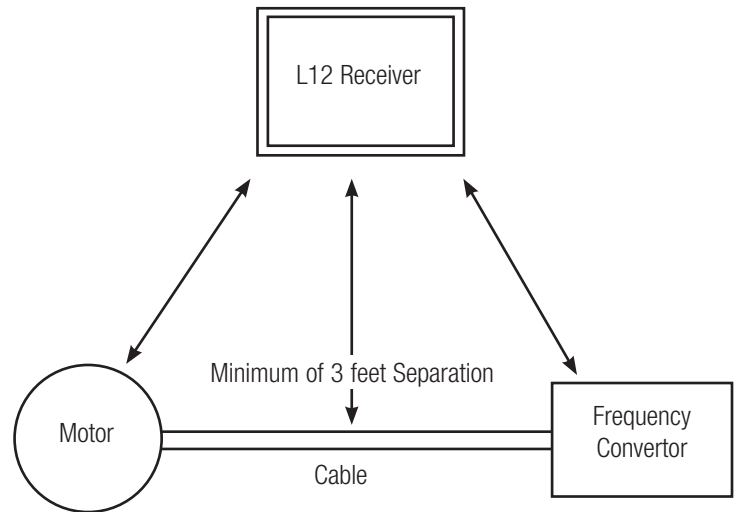 L12 Receiver
Minimum of 3 feet Separation
Motor
Cable
Frequency
Convertor